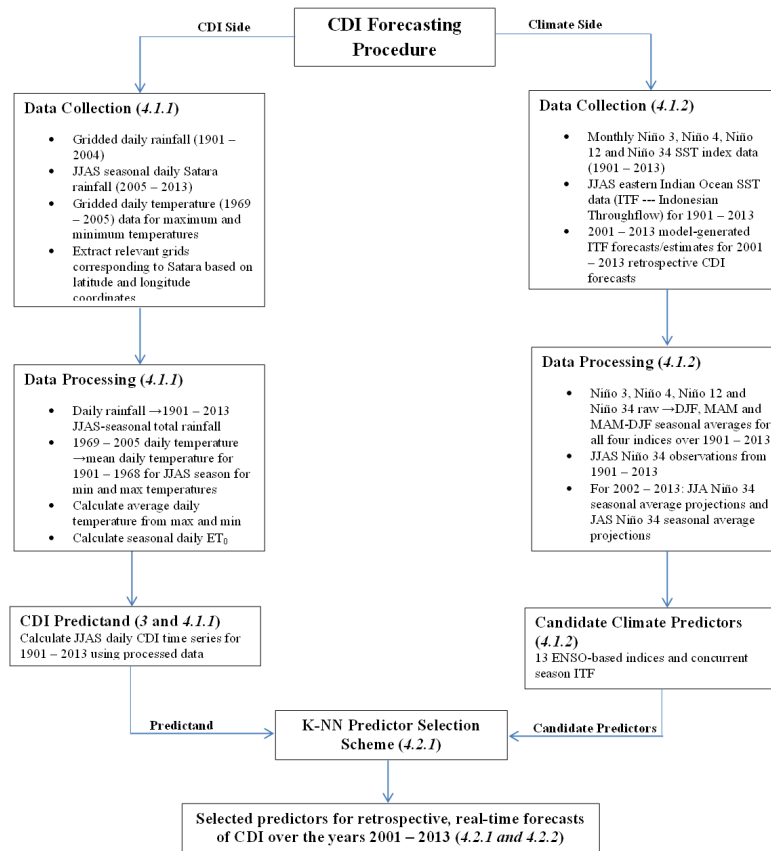 CDI Forecasting
Procedure
CDI Side
Climate Side
Data Collection (4.1.1)
• Gridded daily rainfall (1901 –
2004)
• JJAS seasonal daily Satara
rainfall (2005 – 2013)
• Gridded daily temperature (1969
– 2005) data for maximum and
minimum temperatures
• Extract relevant grids
corresponding to Satara based on
latitude and longitude
coordinates
Data Processing (4.1.1)
• Daily rainfall →1901 – 2013
JJAS-seasonal total rainfall
• 1969 – 2005 daily temperature
→mean daily temperature for
1901 – 1968 for JJAS season for
min and max temperatures
• Calculate average daily
temperature from max and min
• Calculate seasonal daily ET₀
CDI Predictand (3 and 4.1.1)
Calculate JJAS daily CDI time series for
1901 – 2013 using processed data
Data Collection (4.1.2)
• Monthly Niño 3, Niño 4, Niño
12 and Niño 34 SST index data
(1901 – 2013)
• JJAS eastern Indian Ocean SST
data (ITF --- Indonesian
Throughflow) for 1901 – 2013
• 2001 – 2013 model-generated
ITF forecasts/estimates for 2001
– 2013 retrospective CDI
forecasts
Data Processing (4.1.2)
• Niño 3, Niño 4, Niño 12 and
Niño 34 raw →DJF, MAM and
MAM-DJF seasonal averages for
all four indices over 1901 – 2013
• JJAS Niño 34 observations from
1901 – 2013
• For 2002 – 2013: JJA Niño 34
seasonal average projections and
JAS Niño 34 seasonal average
projections
Candidate Climate Predictors
(4.1.2)
13 ENSO-based indices and concurrent
season ITF
Predictand
Candidate Predictors
K-NN Predictor Selection
Scheme (4.2.1)
Selected predictors for retrospective, real-time forecasts
of CDI over the years 2001 – 2013 (4.2.1 and 4.2.2)